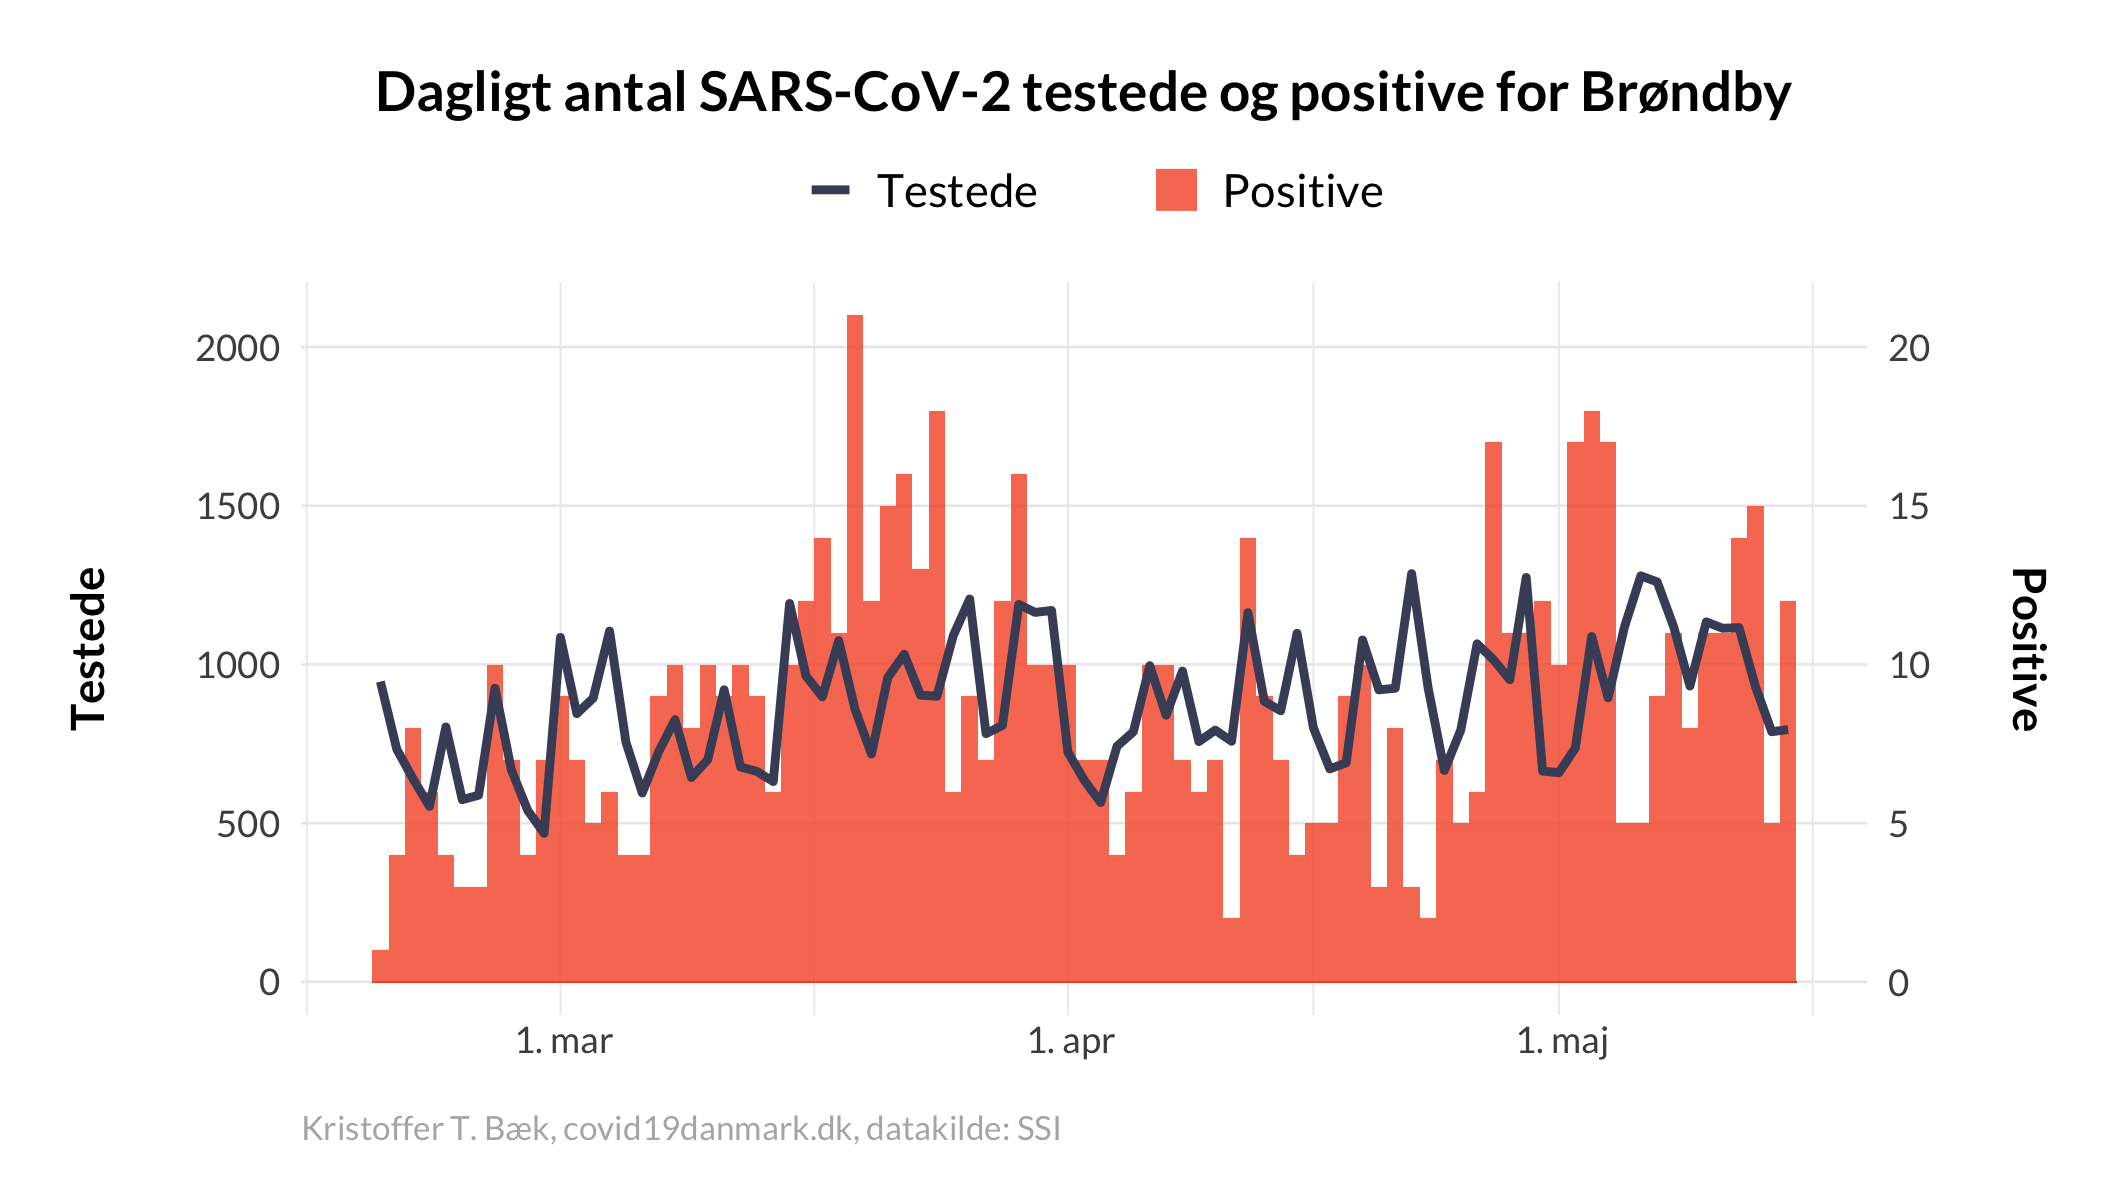 Dagligt antal SARS-CoV-2 testede og positive for Brøndby
Testede Positive
2000 20
1500 15
1000 10
500 5
0 0
Testede
Positive
1. mar 1. apr 1. maj
Kristoffer T. Bæk, covid19danmark.dk, datakilde: SSI